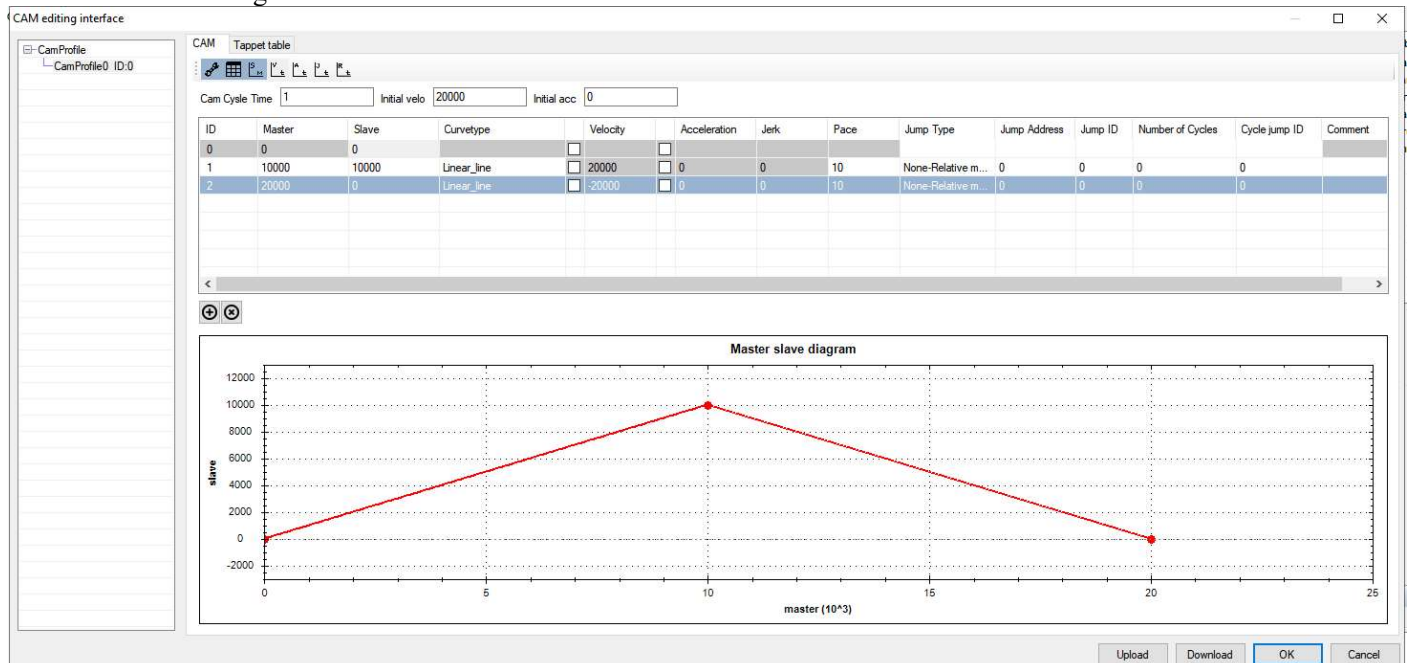 CAM editing interface
CamProfile
CamProfile0 ID:0
CAM Tappet table
Cam Cysle Time 1 Initial velo 20000 Initial acc 0
ID Master Slave Curvetype Velocity Acceleration Jerk Pace Jump Type Jump Address Jump ID Number of Cycles Cycle jump ID Comment
0 0 0
1 10000 10000 Linear_line 20000 0 0 10 None-Relative m... 0 0 0 0
2 20000 0 Linear_line -20000 0 0 10 None-Relative m... 0 0 0 0
Master slave diagram
12000
10000
8000
6000
4000
2000
0
-2000
slave
0 5 10 15 20 25
master (10^3)
Upload Download OK Cancel